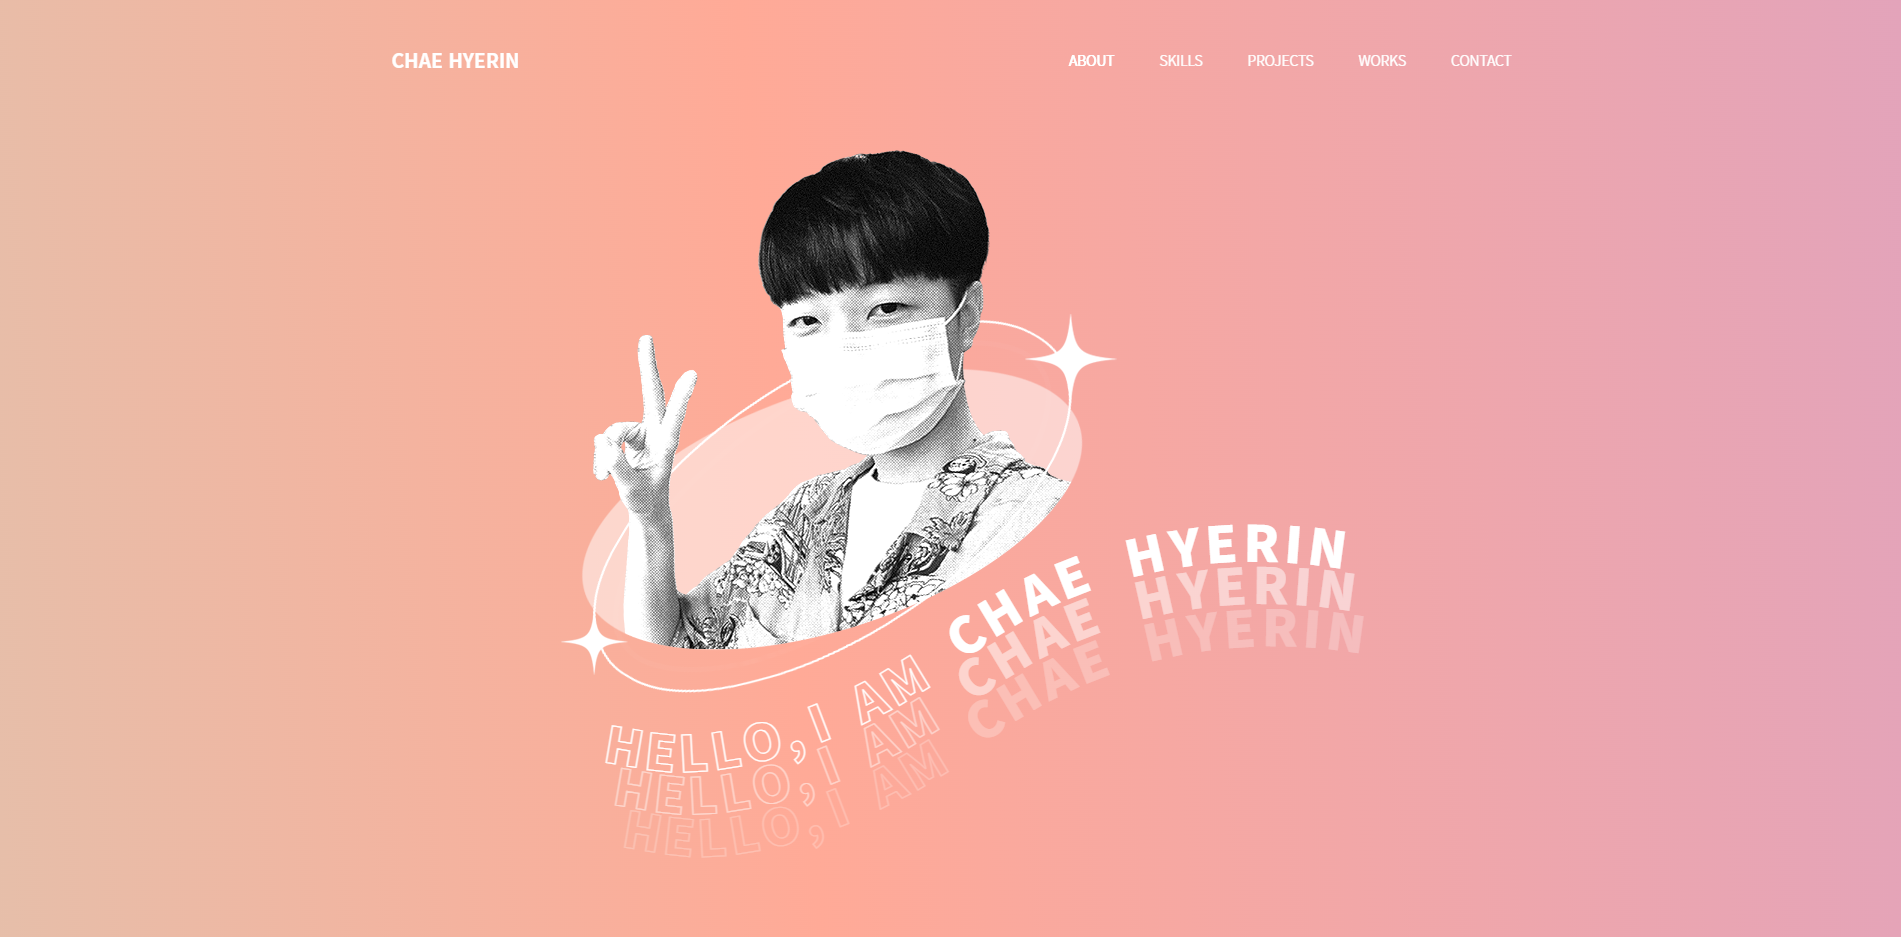 CHAE HYERIN
ABOUT SKILLS PROJECTS WORKS CONTACT
HELLO, I AM CHAE HYERIN
HELLO, I AM CHAE HYERIN
HELLO, I AM CHAE HYERIN